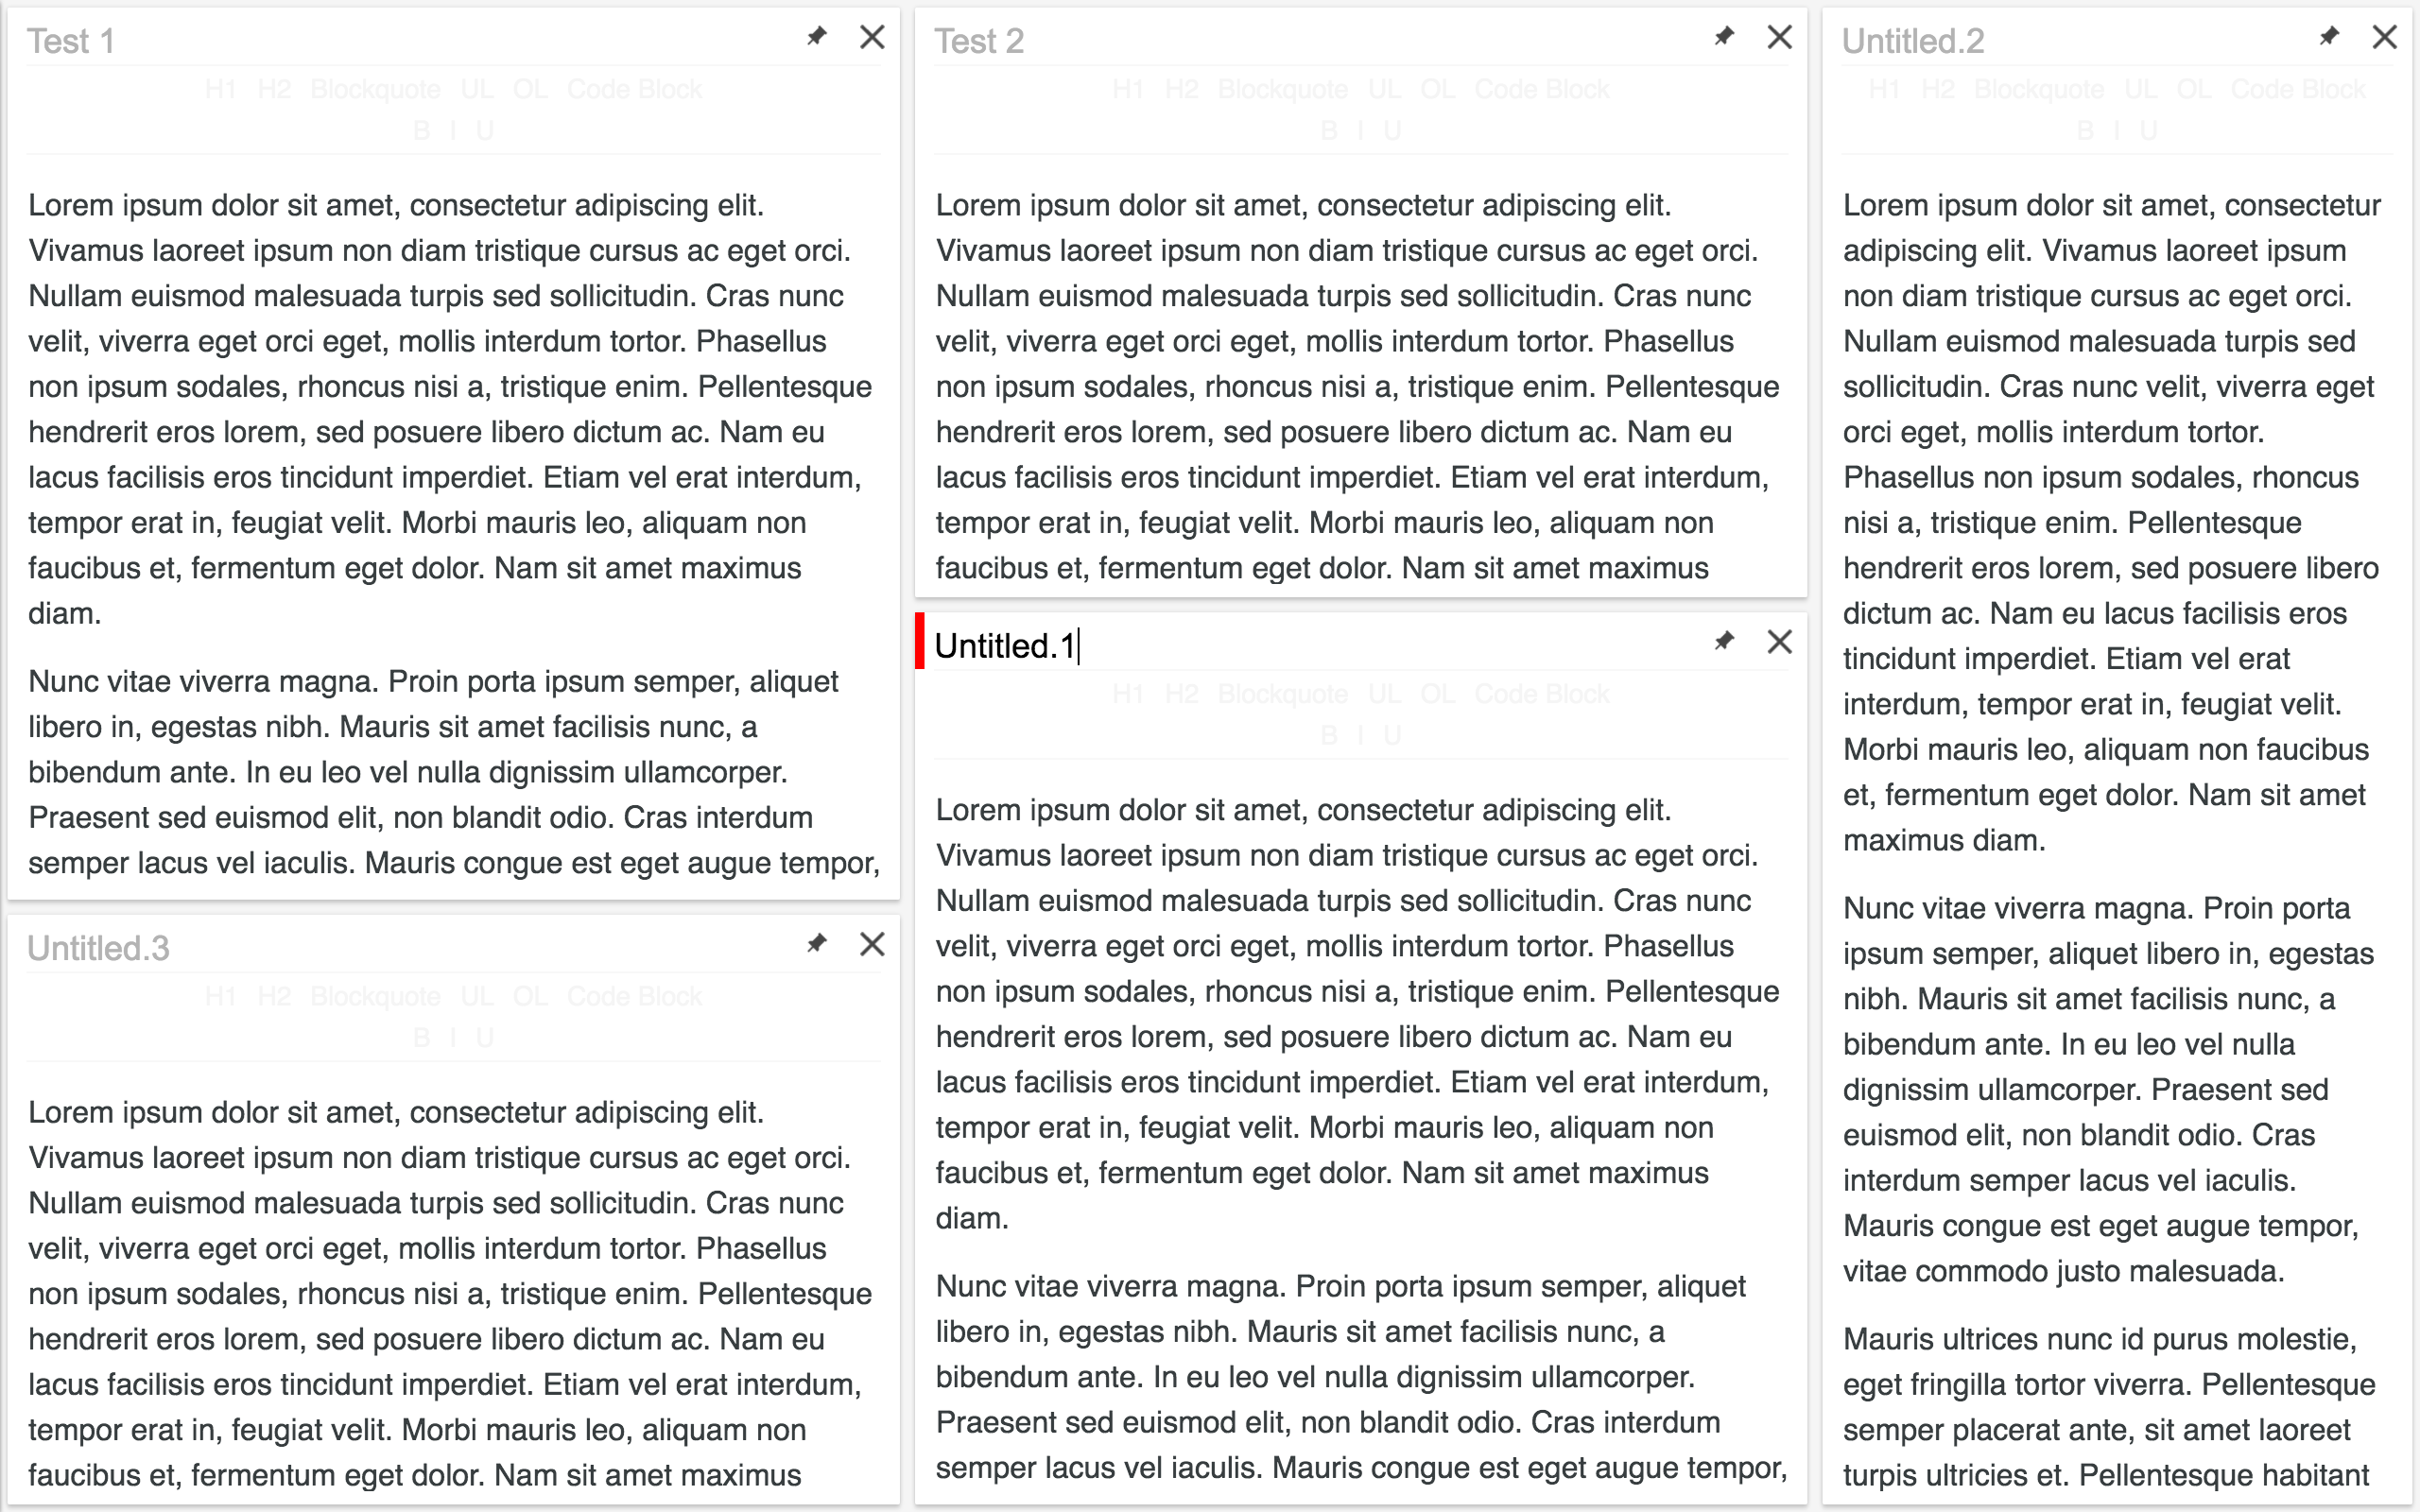 Test 1
H1 H2 Blockquote UL OL Code Block
B I U
Lorem ipsum dolor sit amet, consectetur adipiscing elit.
Vivamus laoreet ipsum non diam tristique cursus ac eget orci.
Nullam euismod malesuada turpis sed sollicitudin. Cras nunc
velit, viverra eget orci eget, mollis interdum tortor. Phasellus
non ipsum sodales, rhoncus nisi a, tristique enim. Pellentesque
hendrerit eros lorem, sed posuere libero dictum ac. Nam eu
lacus facilisis eros tincidunt imperdiet. Etiam vel erat interdum,
tempor erat in, feugiat velit. Morbi mauris leo, aliquam non
faucibus et, fermentum eget dolor. Nam sit amet maximus
diam.
Nunc vitae viverra magna. Proin porta ipsum semper, aliquet
libero in, egestas nibh. Mauris sit amet facilisis nunc, a
bibendum ante. In eu leo vel nulla dignissim ullamcorper.
Praesent sed euismod elit, non blandit odio. Cras interdum
semper lacus vel iaculis. Mauris congue est eget augue tempor,
Untitled.3
H1 H2 Blockquote UL OL Code Block
B I U
Lorem ipsum dolor sit amet, consectetur adipiscing elit.
Vivamus laoreet ipsum non diam tristique cursus ac eget orci.
Nullam euismod malesuada turpis sed sollicitudin. Cras nunc
velit, viverra eget orci eget, mollis interdum tortor. Phasellus
non ipsum sodales, rhoncus nisi a, tristique enim. Pellentesque
hendrerit eros lorem, sed posuere libero dictum ac. Nam eu
lacus facilisis eros tincidunt imperdiet. Etiam vel erat interdum,
tempor erat in, feugiat velit. Morbi mauris leo, aliquam non
faucibus et, fermentum eget dolor. Nam sit amet maximus
Test 2
H1 H2 Blockquote UL OL Code Block
B I U
Lorem ipsum dolor sit amet, consectetur adipiscing elit.
Vivamus laoreet ipsum non diam tristique cursus ac eget orci.
Nullam euismod malesuada turpis sed sollicitudin. Cras nunc
velit, viverra eget orci eget, mollis interdum tortor. Phasellus
non ipsum sodales, rhoncus nisi a, tristique enim. Pellentesque
hendrerit eros lorem, sed posuere libero dictum ac. Nam eu
lacus facilisis eros tincidunt imperdiet. Etiam vel erat interdum,
tempor erat in, feugiat velit. Morbi mauris leo, aliquam non
faucibus et, fermentum eget dolor. Nam sit amet maximus
Untitled.1
H1 H2 Blockquote UL OL Code Block
B I U
Lorem ipsum dolor sit amet, consectetur adipiscing elit.
Vivamus laoreet ipsum non diam tristique cursus ac eget orci.
Nullam euismod malesuada turpis sed sollicitudin. Cras nunc
velit, viverra eget orci eget, mollis interdum tortor. Phasellus
non ipsum sodales, rhoncus nisi a, tristique enim. Pellentesque
hendrerit eros lorem, sed posuere libero dictum ac. Nam eu
lacus facilisis eros tincidunt imperdiet. Etiam vel erat interdum,
tempor erat in, feugiat velit. Morbi mauris leo, aliquam non
faucibus et, fermentum eget dolor. Nam sit amet maximus
diam.
Nunc vitae viverra magna. Proin porta ipsum semper, aliquet
libero in, egestas nibh. Mauris sit amet facilisis nunc, a
bibendum ante. In eu leo vel nulla dignissim ullamcorper.
Praesent sed euismod elit, non blandit odio. Cras interdum
semper lacus vel iaculis. Mauris congue est eget augue tempor,
Untitled.2
H1 H2 Blockquote UL OL Code Block
B I U
Lorem ipsum dolor sit amet, consectetur
adipiscing elit. Vivamus laoreet ipsum
non diam tristique cursus ac eget orci.
Nullam euismod malesuada turpis sed
sollicitudin. Cras nunc velit, viverra eget
orci eget, mollis interdum tortor.
Phasellus non ipsum sodales, rhoncus
nisi a, tristique enim. Pellentesque
hendrerit eros lorem, sed posuere libero
dictum ac. Nam eu lacus facilisis eros
tincidunt imperdiet. Etiam vel erat
interdum, tempor erat in, feugiat velit.
Morbi mauris leo, aliquam non faucibus
et, fermentum eget dolor. Nam sit amet
maximus diam.
Nunc vitae viverra magna. Proin porta
ipsum semper, aliquet libero in, egestas
nibh. Mauris sit amet facilisis nunc, a
bibendum ante. In eu leo vel nulla
dignissim ullamcorper. Praesent sed
euismod elit, non blandit odio. Cras
interdum semper lacus vel iaculis.
Mauris congue est eget augue tempor,
vitae commodo justo malesuada.
Mauris ultrices nunc id purus molestie,
eget fringilla tortor viverra. Pellentesque
semper placerat ante, sit amet laoreet
turpis ultricies et. Pellentesque habitant